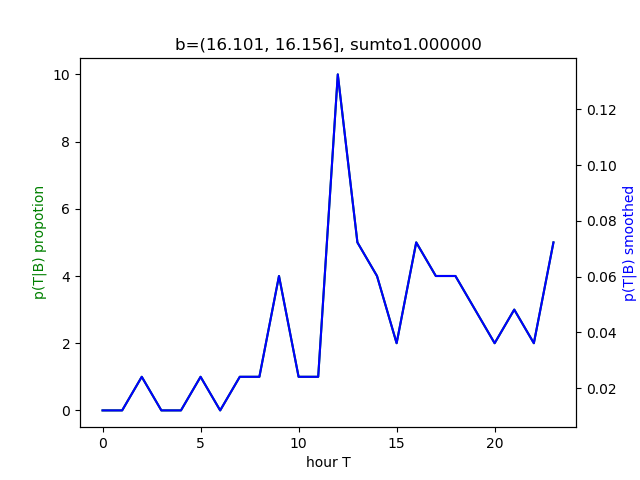 b=(16.101, 16.156], sumto1.000000
p(T|B) propotion
10
8
6
4
2
0
0.12
0.10
0.08
0.06
0.04
0.02
p(T|B) smoothed
0 5 10 15 20
hour T